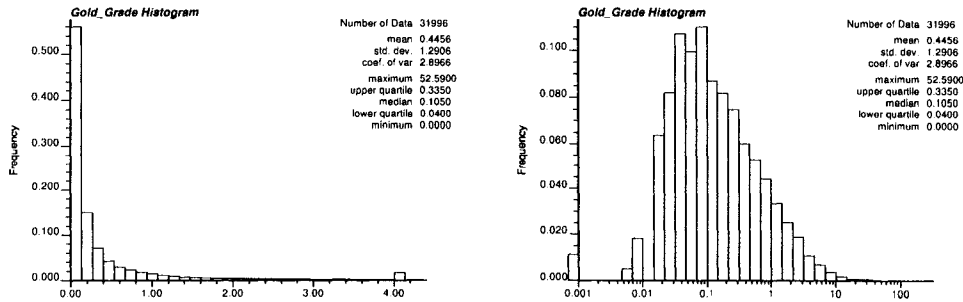 Gold_Grade Histogram
Number of Data 31996
mean 0.4456
std. dev. 1.2906
coef. of var 2.8966
maximum 52.5900
upper quartile 0.3350
median 0.1050
lower quartile 0.0400
minimum 0.0000
Frequency
0.500
0.400
0.300
0.200
0.100
0.000
0.00 1.00 2.00 3.00 4.00
Gold_Grade Histogram
Number of Data 31996
mean 0.4456
std. dev. 1.2906
coef. of var 2.8966
maximum 52.5900
upper quartile 0.3350
median 0.1050
lower quartile 0.0400
minimum 0.0000
Frequency
0.100
0.080
0.060
0.040
0.020
0.000
0.001 0.01 0.1 1 10 100